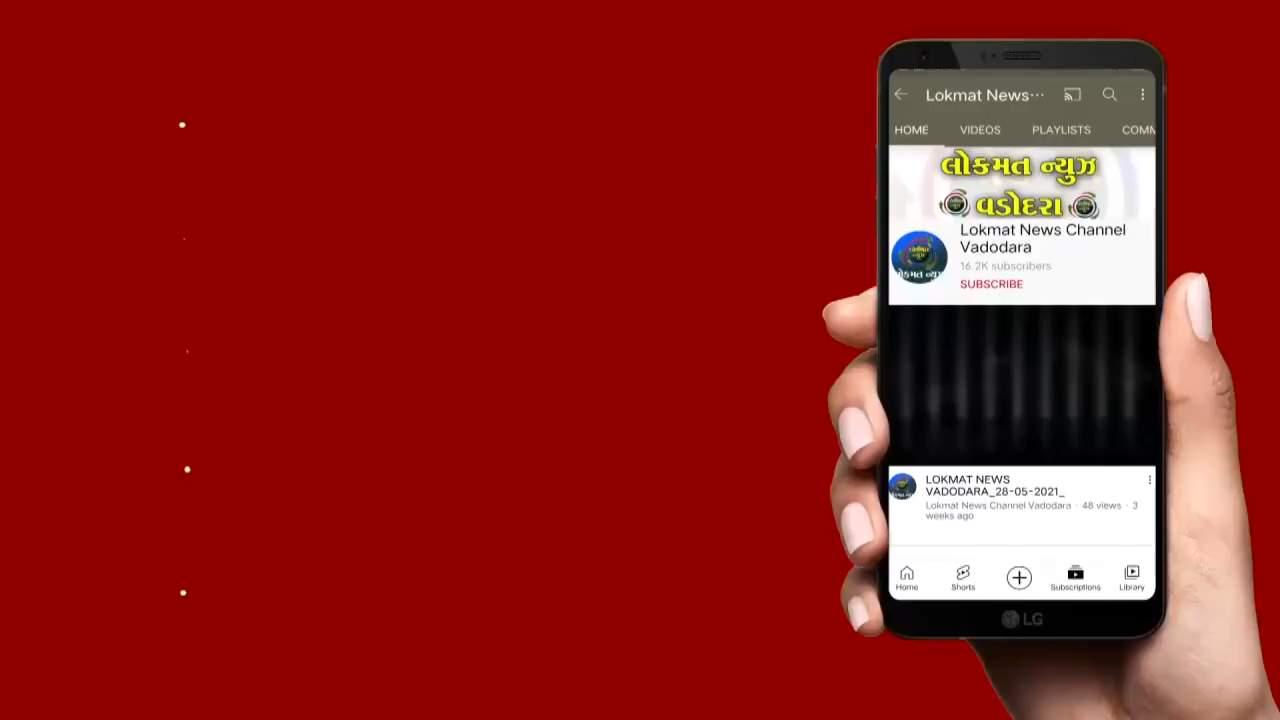 Lokmat News...
HOME VIDEOS PLAYLISTS COMM
લોકમત ન્યુઝ
વડોદરા
Lokmat News Channel
Vadodara
16.2K subscribers
SUBSCRIBE
LOKMAT NEWS
VADODARA_28-05-2021_
Lokmat News Channel Vadodara · 48 views · 3
weeks ago
Home Shorts Subscriptions Library
LG